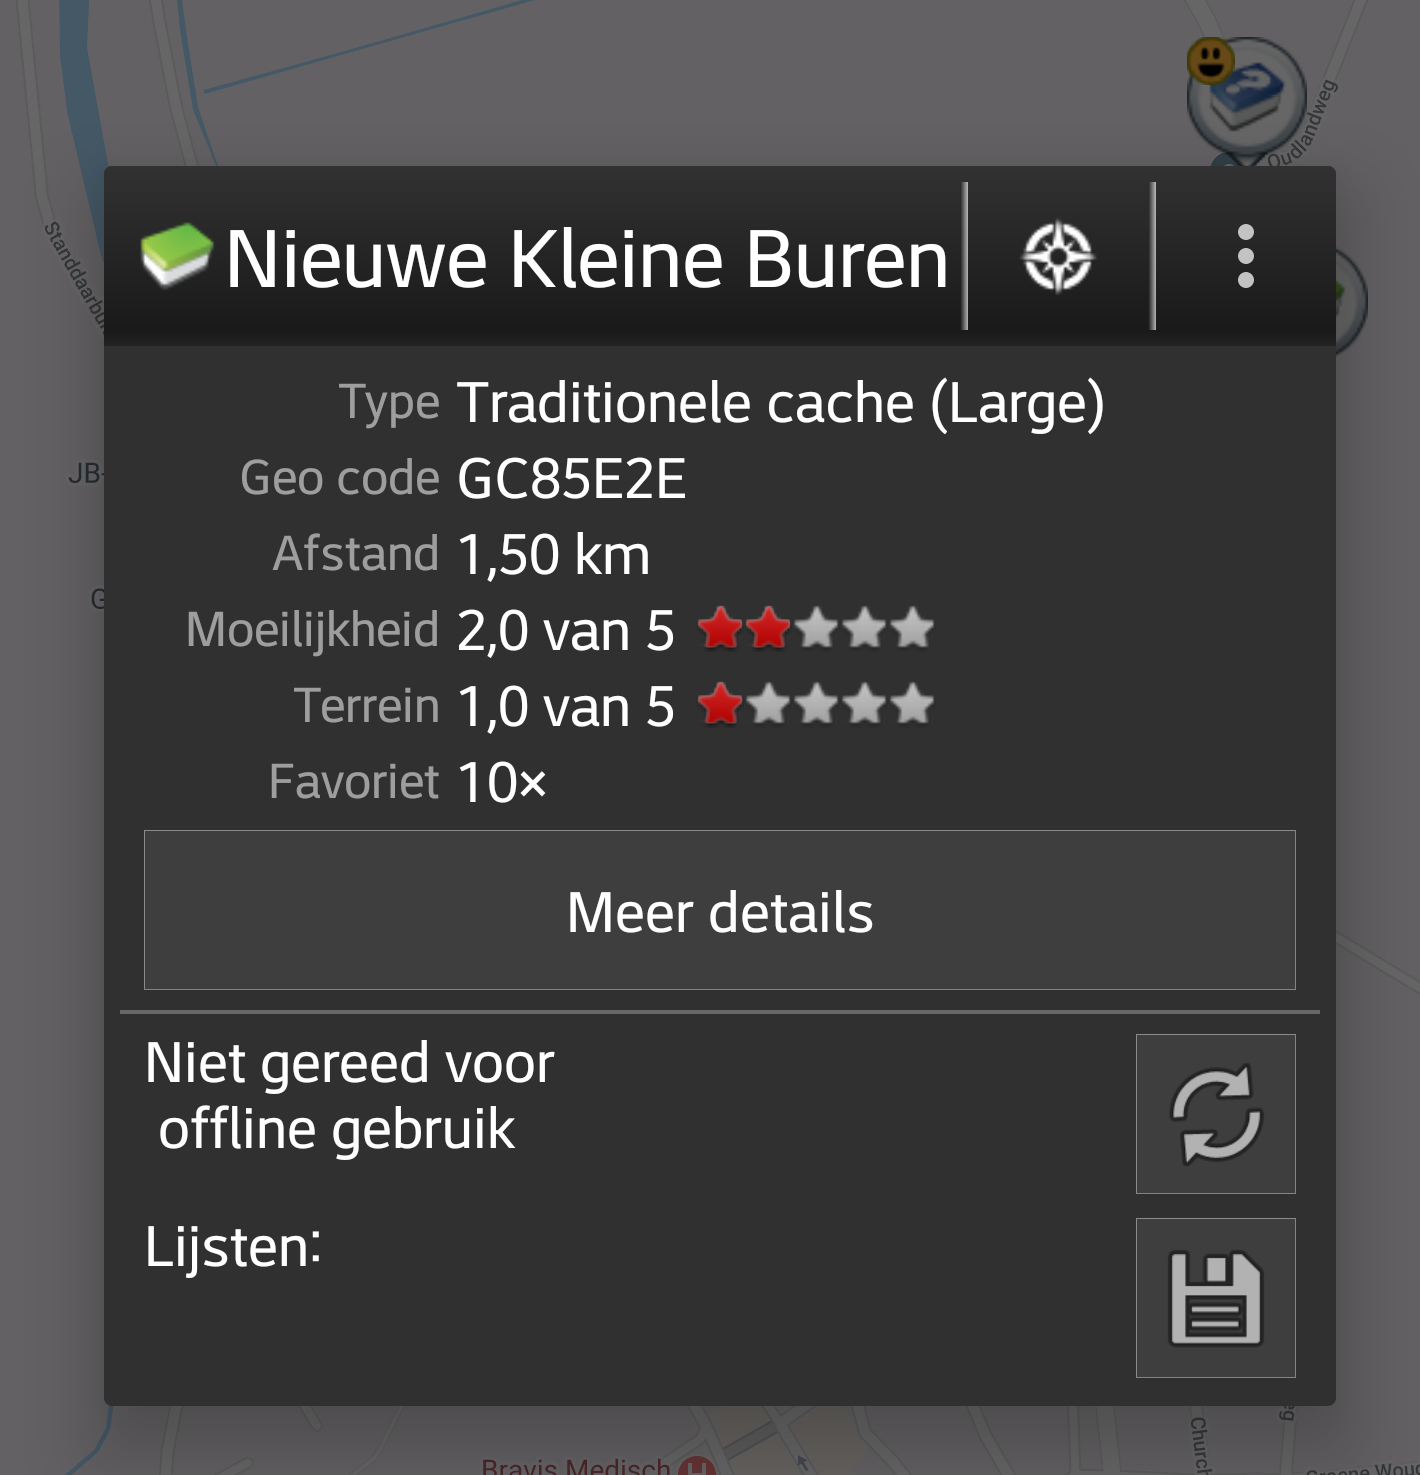 Oudlandweg
Standdaarbui
Nieuwe Kleine Buren
Type Traditionele cache (Large)
JB-
Geo code GC85E2E
Afstand 1,50 km
G
Moeilijkheid 2,0 van 5
Terrein 1,0 van 5
Favoriet 10×
Meer details
Niet gereed voor
offline gebruik
Lijsten:
eg
Church
Bravis Medisch
H
Groene Wou